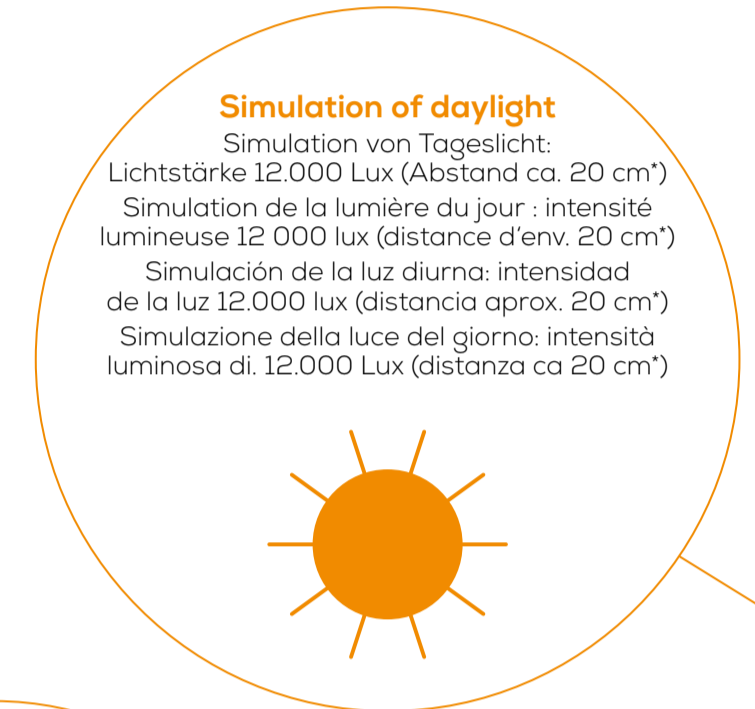 Simulation of daylight
Simulation von Tageslicht:
Lichtstärke 12.000 Lux (Abstand ca. 20 cm*)
Simulation de la lumière du jour : intensité
lumineuse 12 000 lux (distance d'env. 20 cm*)
Simulación de la luz diurna: intensidad
de la luz 12.000 lux (distancia aprox. 20 cm*)
Simulazione della luce del giorno: intensità
luminosa di. 12.000 Lux (distanza ca 20 cm*)